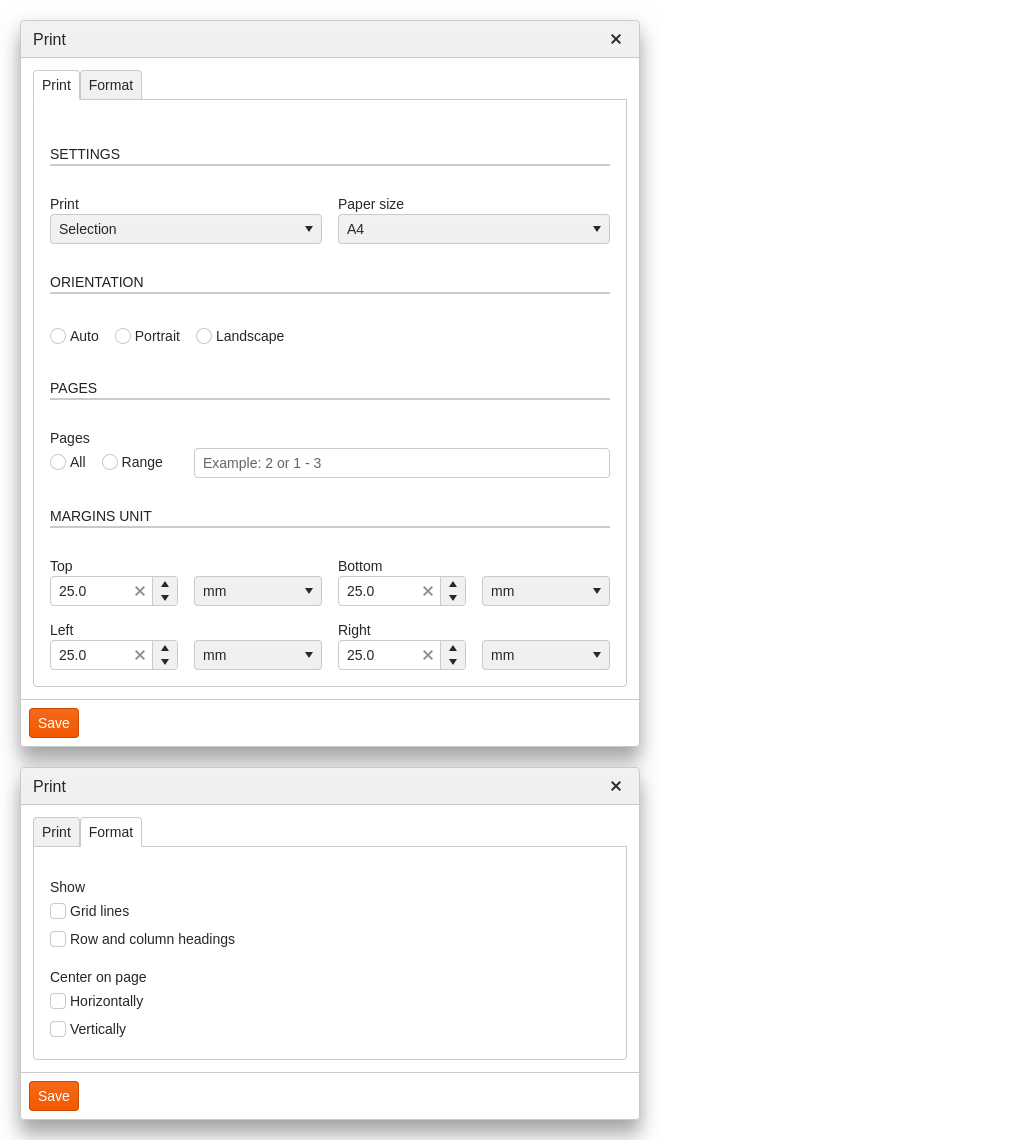 Print
Print Format
SETTINGS
Print Paper size
Selection A4
ORIENTATION
Auto Portrait Landscape
PAGES
Pages
All Range Example: 2 or 1 - 3
MARGINS UNIT
Top Bottom
25.0 mm 25.0 mm
Left Right
25.0 mm 25.0 mm
Save
Print
Print Format
Show
Grid lines
Row and column headings
Center on page
Horizontally
Vertically
Save